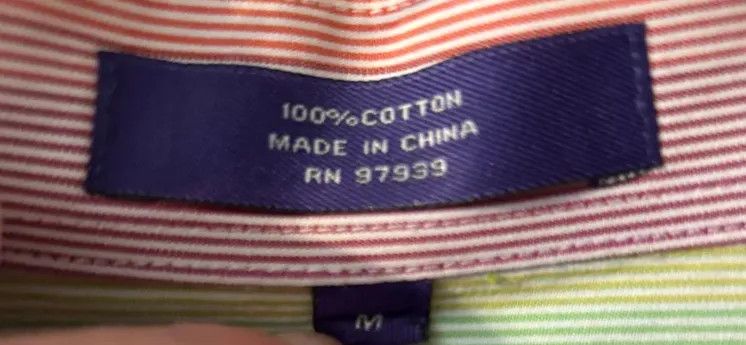 100% COTTON
MADE IN CHINA
RN 97939
M